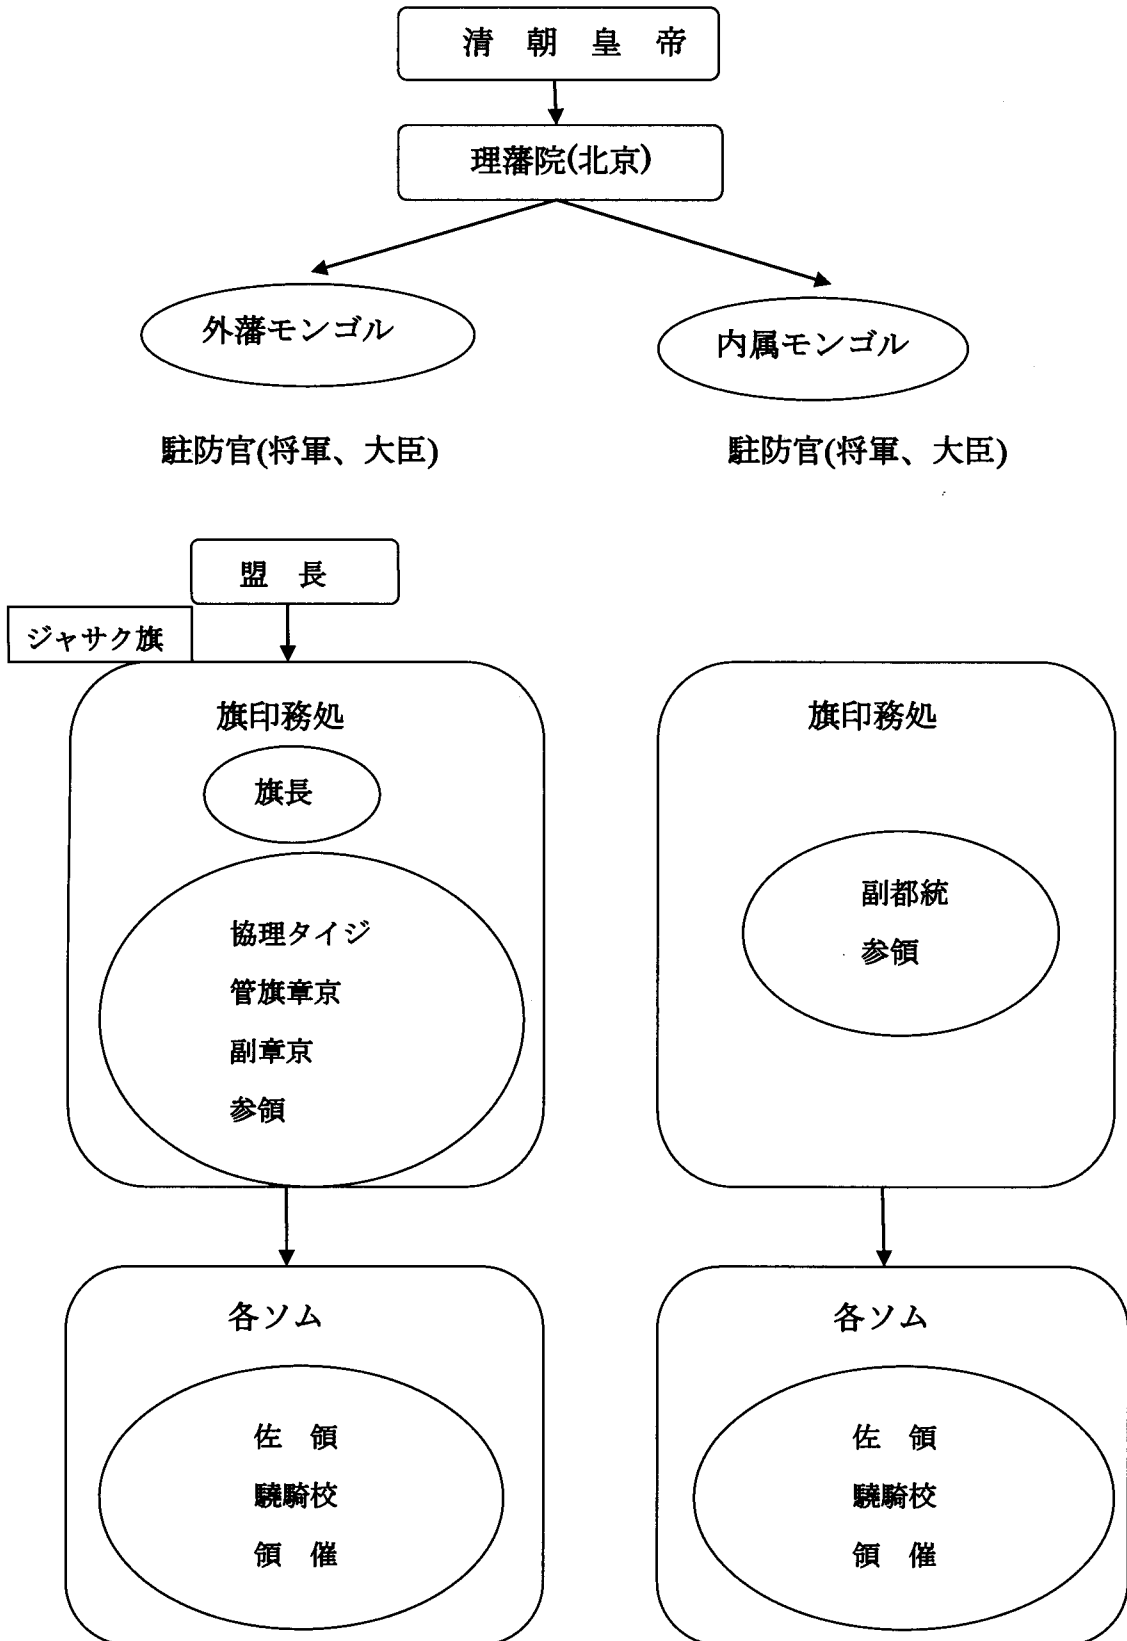 清 朝 皇 帝
理藩院(北京)
外藩モンゴル
内属モンゴル
駐防官(将軍、大臣)
駐防官(将軍、大臣)
盟 長
ジャサク旗
旗印務処
旗長
協理タイジ
管旗章京
副章京
参領
旗印務処
副都統
参領
各ソム
佐 領
驍騎校
領 催
各ソム
佐 領
驍騎校
領 催